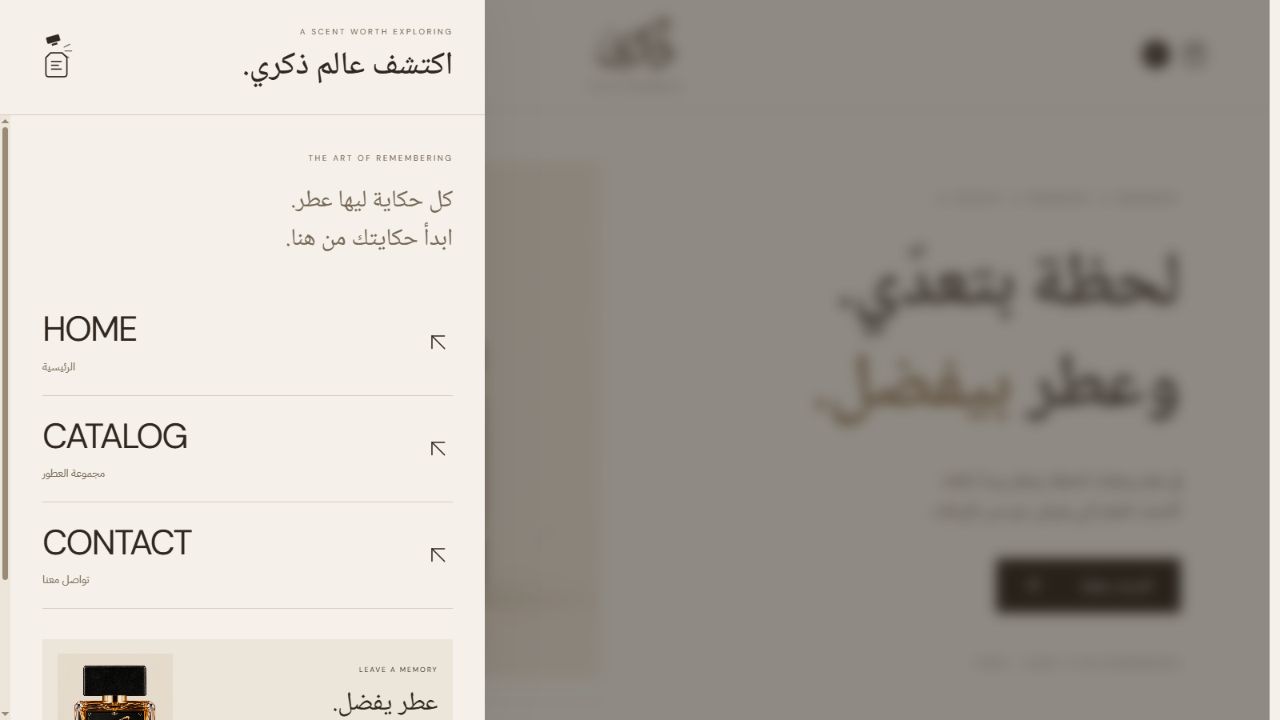 A SCENT WORTH EXPLORING
اكتشف عالم ذكري.
THE ART OF REMEMBERING
كل حكاية ليها عطر.
ابدأ حكايتك من هنا.
HOME
الرئيسية
CATALOG
مجموعة العطور
CONTACT
تواصل معنا
LEAVE A MEMORY
عطر يفضل.
لحظة بتعدّي.
وعطر بيفضل.